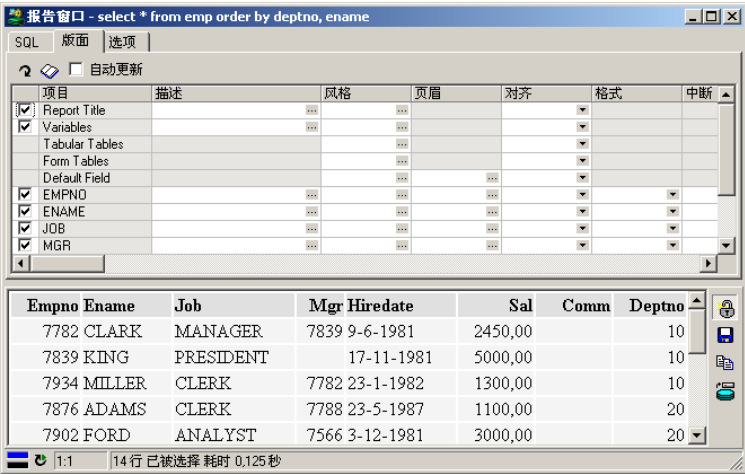 报告窗口 - select * from emp order by deptno, ename
SQL 版面 选项
自动更新
项目 描述 风格 页眉 对齐 格式 中断
Report Title
Variables
Tabular Tables
Form Tables
Default Field
EMPNO
ENAME
JOB
MGR
Empno Ename Job Mgr Hiredate Sal Comm Deptno
7782 CLARK MANAGER 7839 9-6-1981 2450,00 10
7839 KING PRESIDENT 17-11-1981 5000,00 10
7934 MILLER CLERK 7782 23-1-1982 1300,00 10
7876 ADAMS CLERK 7788 23-5-1987 1100,00 20
7902 FORD ANALYST 7566 3-12-1981 3000,00 20
1:1 14行 已被选择 耗时 0,125秒